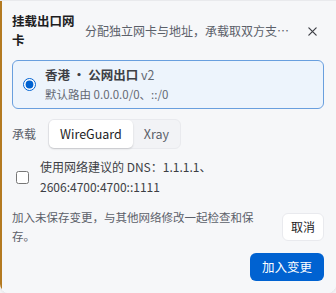 挂载出口网
卡
分配独立网卡与地址，承载取双方支…
香港 · 公网出口 v2
默认路由 0.0.0.0/0、::/0
承载 WireGuard Xray
使用网络建议的 DNS：1.1.1.1、
2606:4700:4700::1111
加入未保存变更，与其他网络修改一起检查和保
存。
取消
加入变更